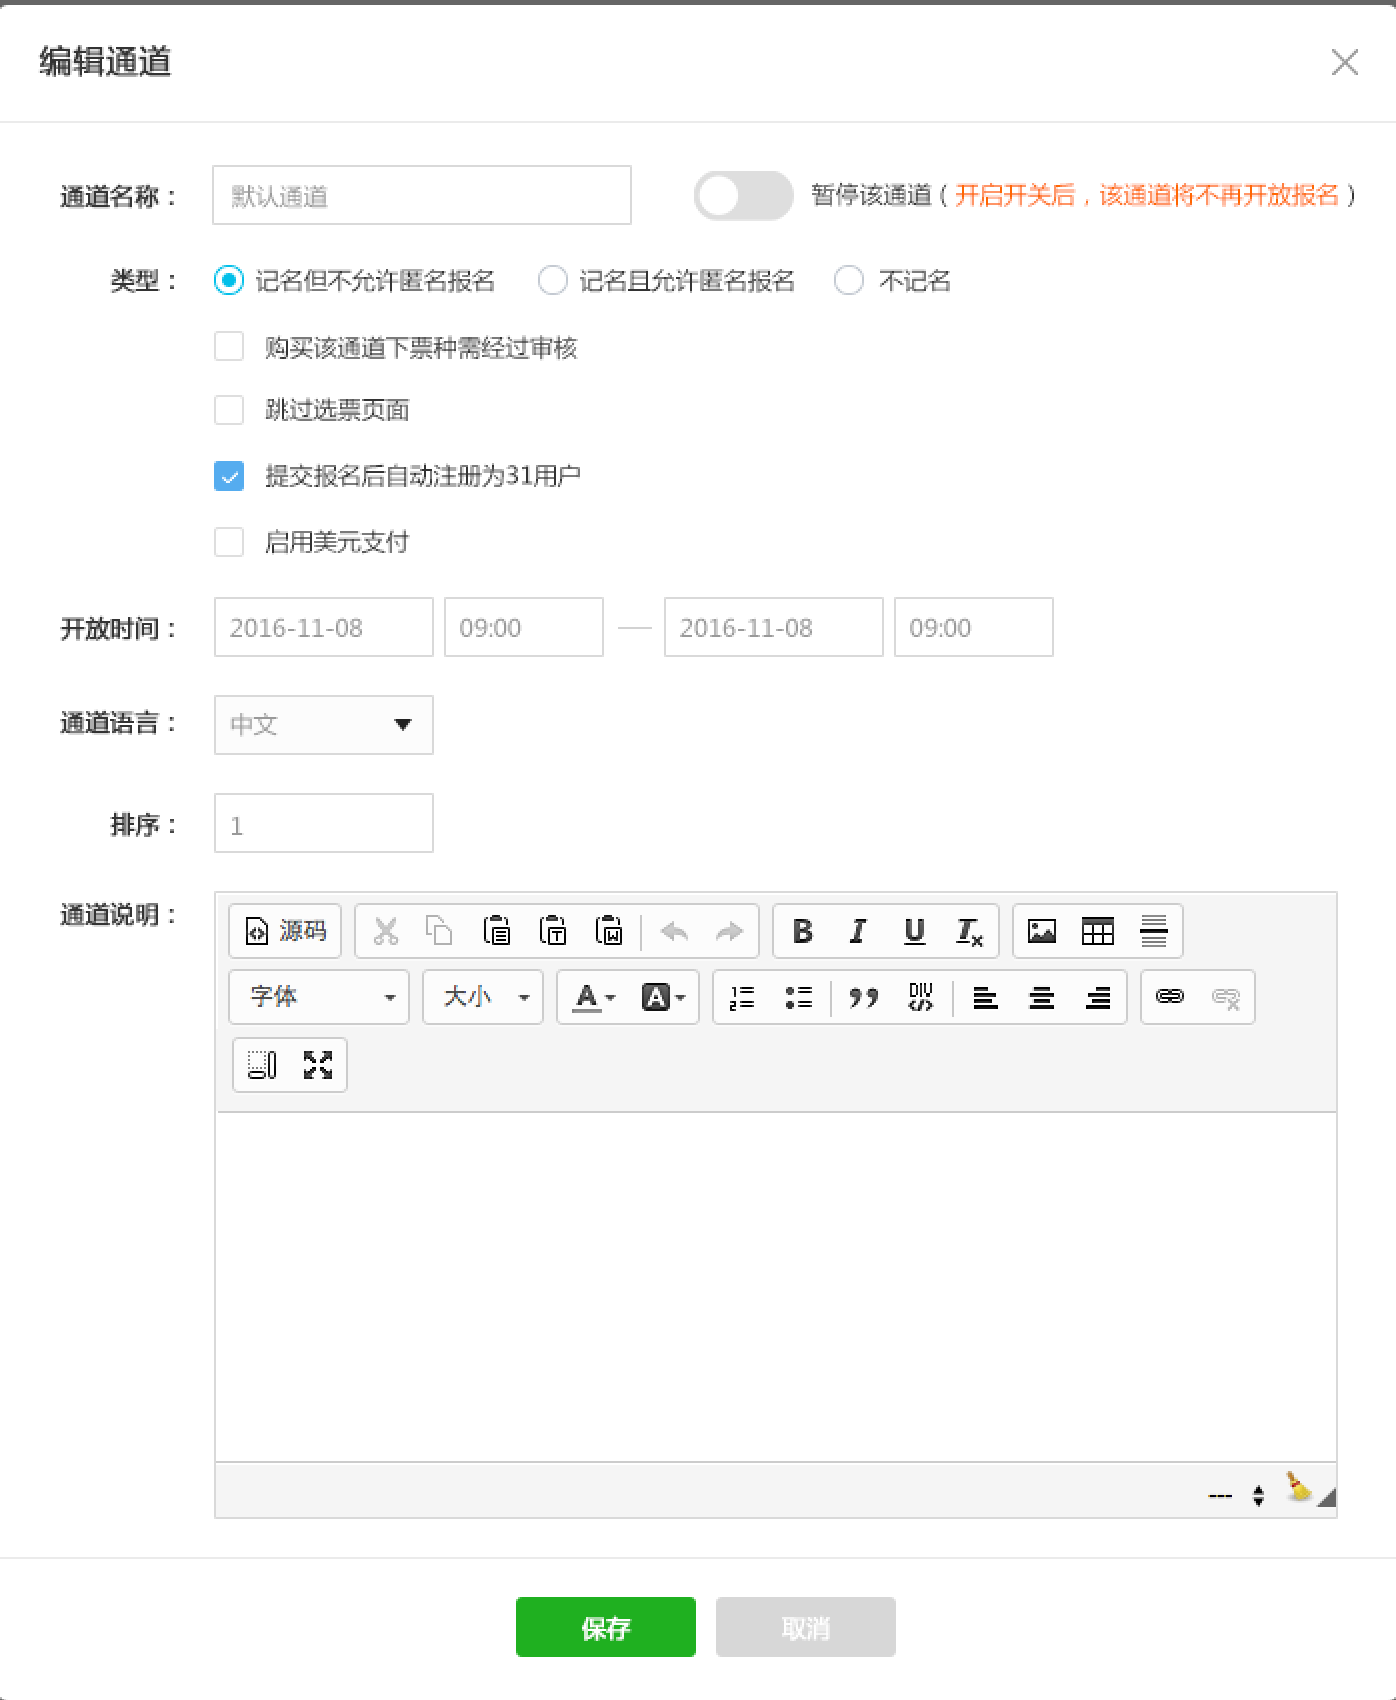 编辑通道
通道名称： 默认通道 暂停该通道（开启开关后，该通道将不再开放报名）
类型： 记名但不允许匿名报名 记名且允许匿名报名 不记名
购买该通道下票种需经过审核
跳过选票页面
提交报名后自动注册为31用户
启用美元支付
开放时间： 2016-11-08 09:00 — 2016-11-08 09:00
通道语言： 中文
排序： 1
通道说明： 源码 B I U Tx
字体 大小 A A DIV
---
保存 取消